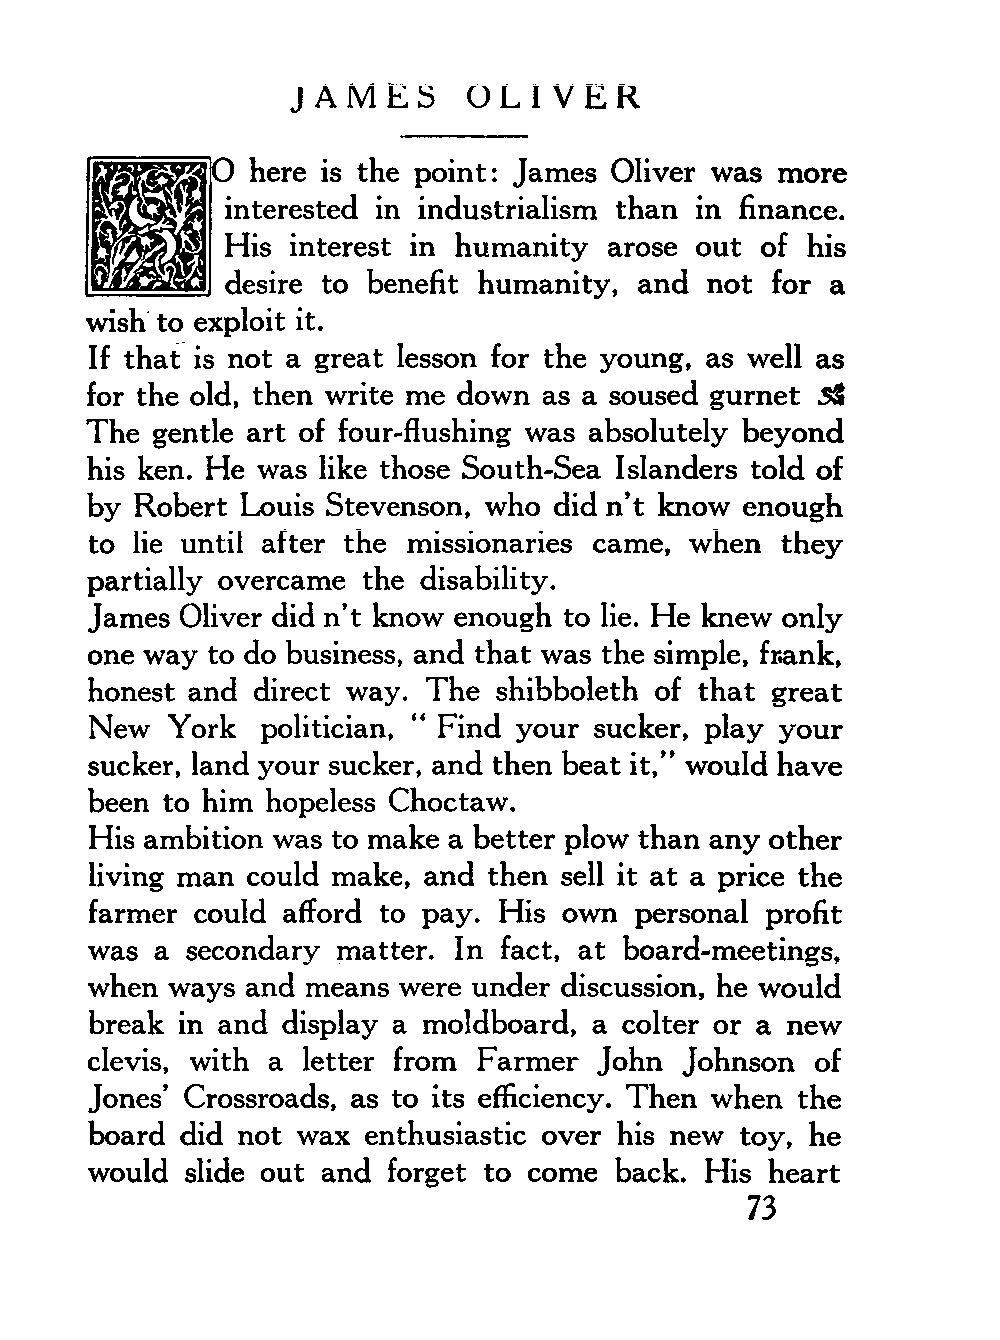 JAMES OLIVER
SO here is the point: James Oliver was more
interested in industrialism than in finance.
His interest in humanity arose out of his
desire to benefit humanity, and not for a
wish to exploit it.
If that is not a great lesson for the young, as well as
for the old, then write me down as a soused gurnet
The gentle art of four-flushing was absolutely beyond
his ken. He was like those South-Sea Islanders told of
by Robert Louis Stevenson, who did n't know enough
to lie until after the missionaries came, when they
partially overcame the disability.
James Oliver did n't know enough to lie. He knew only
one way to do business, and that was the simple, frank,
honest and direct way. The shibboleth of that great
New York politician, “ Find your sucker, play your
sucker, land your sucker, and then beat it,” would have
been to him hopeless Choctaw.
His ambition was to make a better plow than any other
living man could make, and then sell it at a price the
farmer could afford to pay. His own personal profit
was a secondary matter. In fact, at board-meetings,
when ways and means were under discussion, he would
break in and display a moldboard, a colter or a new
clevis, with a letter from Farmer John Johnson of
Jones' Crossroads, as to its efficiency. Then when the
board did not wax enthusiastic over his new toy, he
would slide out and forget to come back. His heart
73